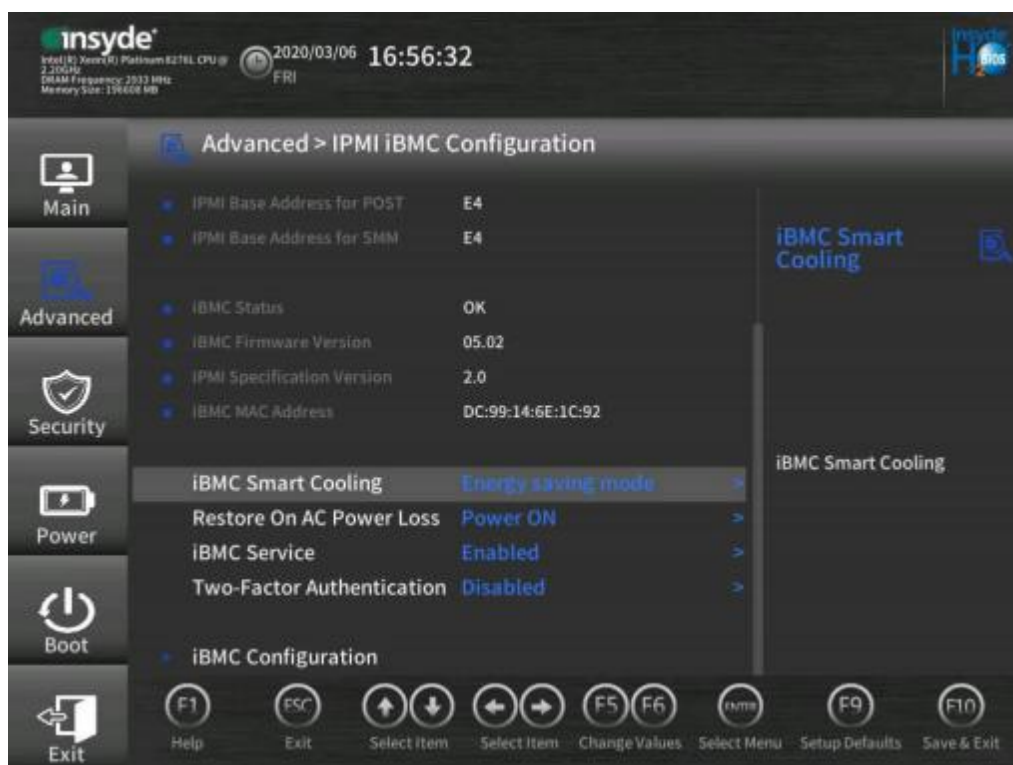 insyde®
Intel(R) Xeon(R) Platinum 8276L CPU @
2.20GHz
DRAM Frequency: 2933 MHz
Memory Size: 196608 MB
2020/03/06 16:56:32
FRI
insyde
H2O BIOS
Advanced > IPMI iBMC Configuration
Main
Advanced
Security
Power
Boot
Exit
IPMI Base Address for POST E4
IPMI Base Address for SMM E4
iBMC Status OK
iBMC Firmware Version 05.02
IPMI Specification Version 2.0
iBMC MAC Address DC:99:14:6E:1C:92
iBMC Smart Cooling Energy saving mode >
Restore On AC Power Loss Power ON >
iBMC Service Enabled >
Two-Factor Authentication Disabled >
iBMC Configuration
iBMC Smart
Cooling
iBMC Smart Cooling
F1 ESC F5 F6 ENTER F9 F10
Help Exit Select Item Select Item Change Values Select Menu Setup Defaults Save & Exit